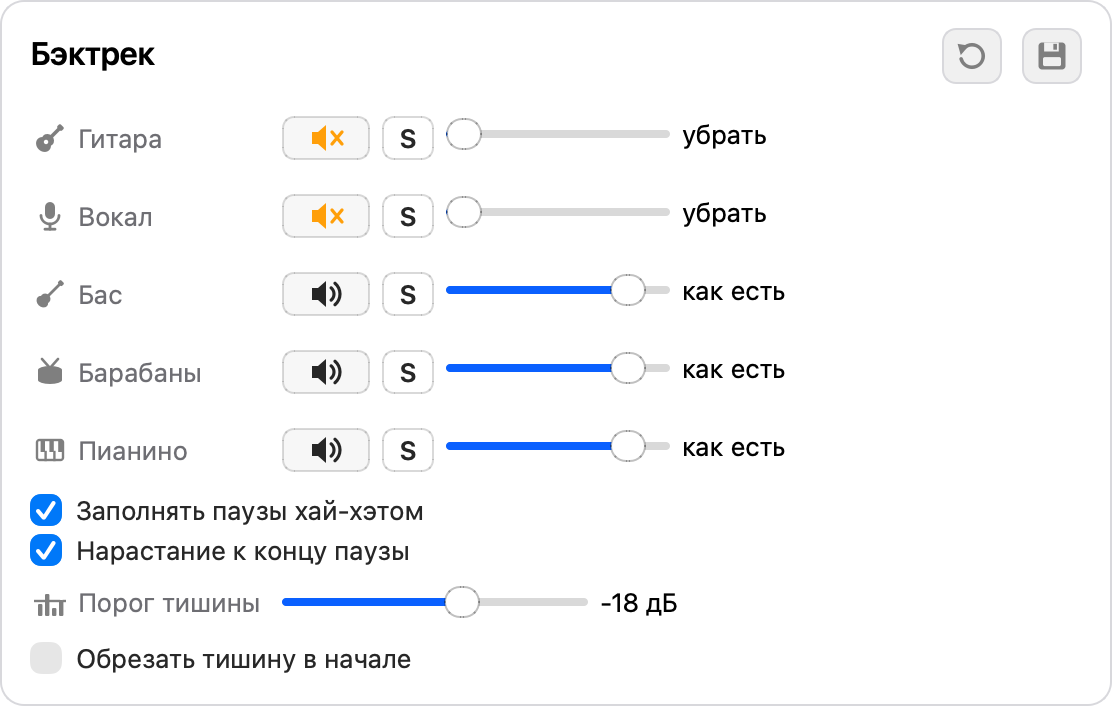 Бэктрек
Гитара S убрать
Вокал S убрать
Бас S как есть
Барабаны S как есть
Пианино S как есть
Заполнять паузы хай-хэтом
Нарастание к концу паузы
Порог тишины -18 дБ
Обрезать тишину в начале